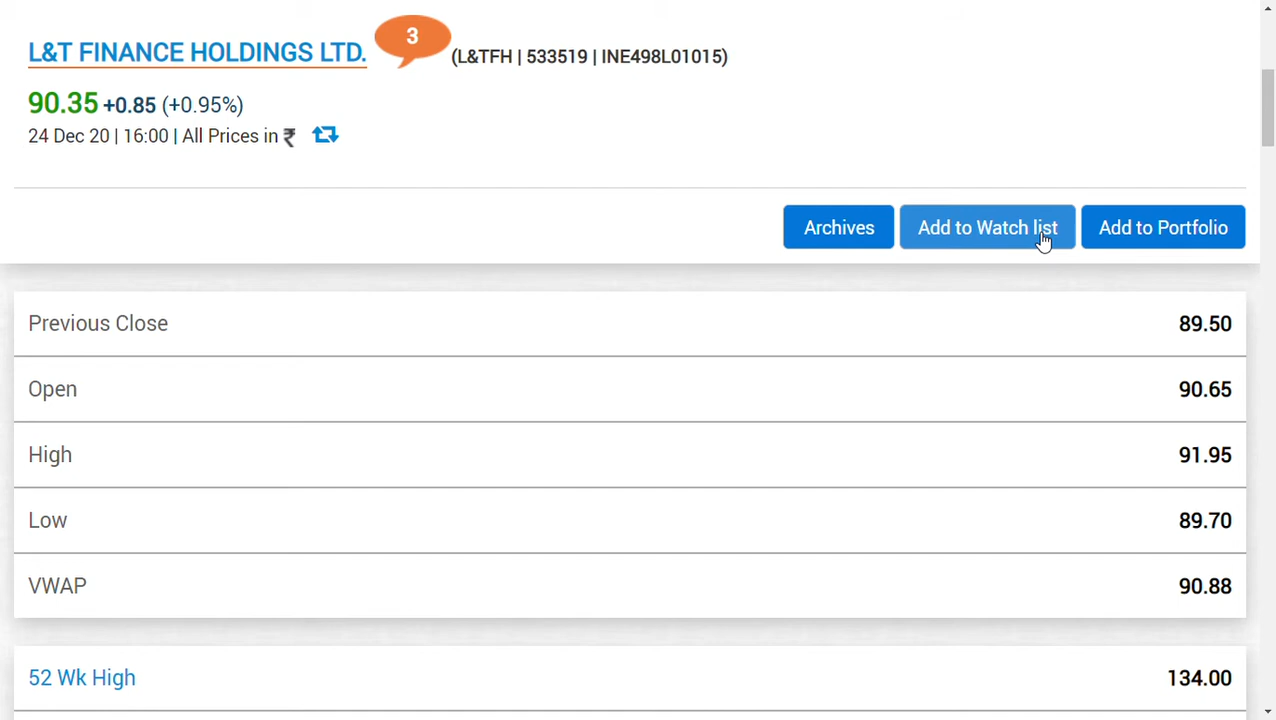 L&T FINANCE HOLDINGS LTD. 3 (L&TFH | 533519 | INE498L01015)
90.35 +0.85 (+0.95%)
24 Dec 20 | 16:00 | All Prices in ₹
Archives Add to Watch list Add to Portfolio
Previous Close 89.50
Open 90.65
High 91.95
Low 89.70
VWAP 90.88
52 Wk High 134.00